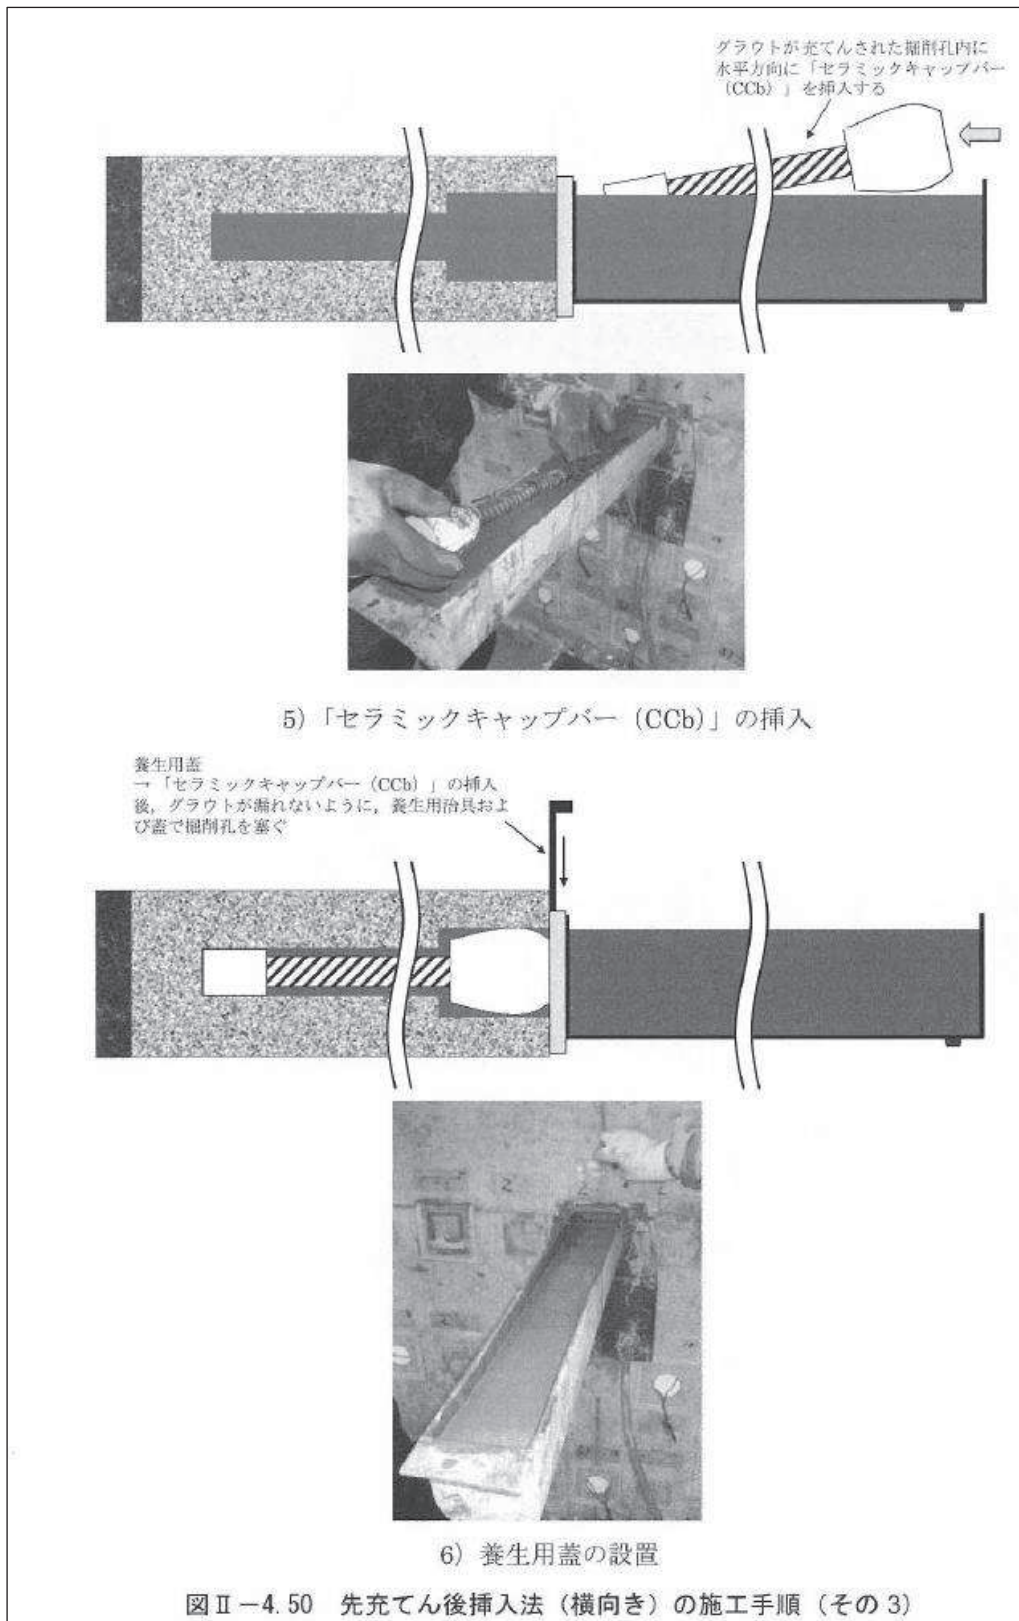 グラウトが充てんされた掘削孔内に
水平方向に「セラミックキャップバー
(CCb)」を挿入する
5)「セラミックキャップバー(CCb)」の挿入
養生用蓋
→「セラミックキャップバー(CCb)」の挿入
後,グラウトが漏れないように,養生用治具およ
び蓋で掘削孔を塞ぐ
6) 養生用蓋の設置
図Ⅱ-4.50 先充てん後挿入法(横向き)の施工手順(その3)